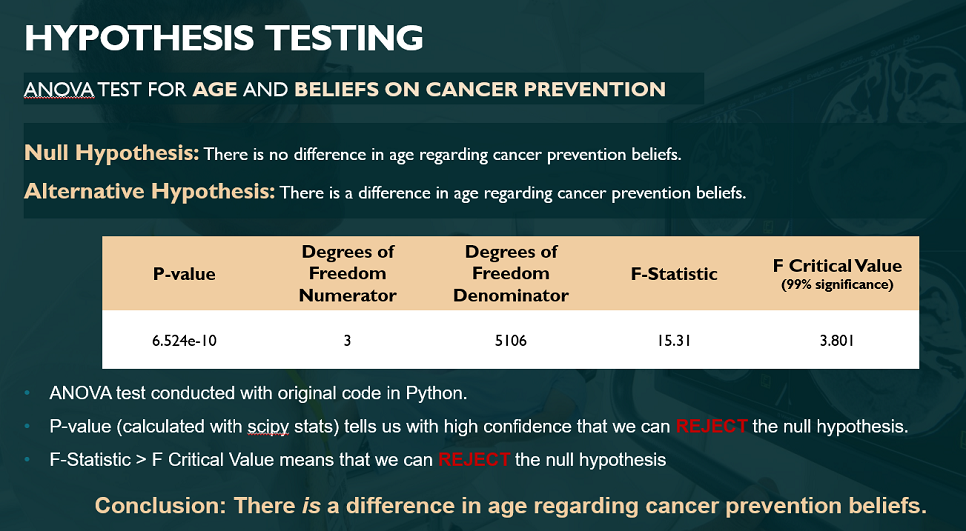 HYPOTHESIS TESTING
ANOVA TEST FOR AGE AND BELIEFS ON CANCER PREVENTION
Null Hypothesis: There is no difference in age regarding cancer prevention beliefs.
Alternative Hypothesis: There is a difference in age regarding cancer prevention beliefs.
P-value
Degrees of
Freedom
Numerator
Degrees of
Freedom
Denominator
F-Statistic
F Critical Value
(99% significance)
6.524e-10
3
5106
15.31
3.801
• ANOVA test conducted with original code in Python.
• P-value (calculated with scipy stats) tells us with high confidence that we can REJECT the null hypothesis.
• F-Statistic > F Critical Value means that we can REJECT the null hypothesis
Conclusion: There is a difference in age regarding cancer prevention beliefs.